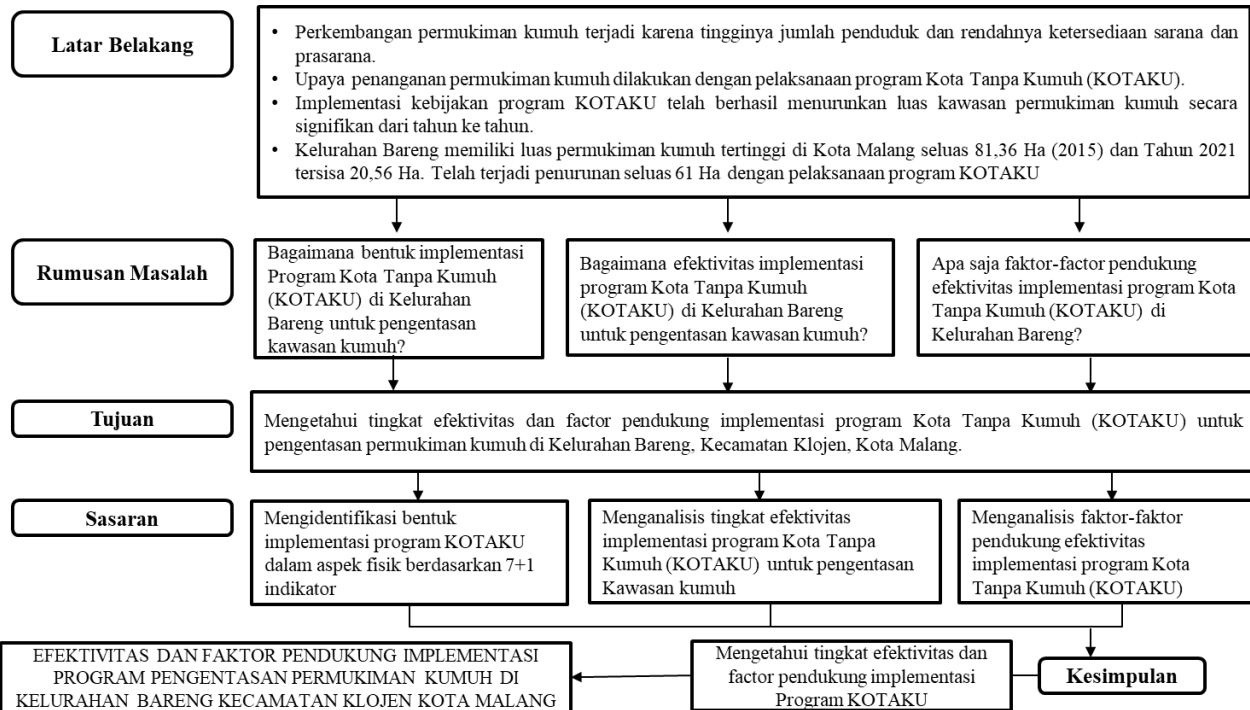 Latar Belakang
• Perkembangan permukiman kumuh terjadi karena tingginya jumlah penduduk dan rendahnya ketersediaan sarana dan
prasarana.
• Upaya penanganan permukiman kumuh dilakukan dengan pelaksanaan program Kota Tanpa Kumuh (KOTAKU).
• Implementasi kebijakan program KOTAKU telah berhasil menurunkan luas kawasan permukiman kumuh secara
signifikan dari tahun ke tahun.
• Kelurahan Bareng memiliki luas permukiman kumuh tertinggi di Kota Malang seluas 81,36 Ha (2015) dan Tahun 2021
tersisa 20,56 Ha. Telah terjadi penurunan seluas 61 Ha dengan pelaksanaan program KOTAKU
Rumusan Masalah
Bagaimana bentuk implementasi
Program Kota Tanpa Kumuh
(KOTAKU) di Kelurahan
Bareng untuk pengentasan
kawasan kumuh?
Bagaimana efektivitas implementasi
program Kota Tanpa Kumuh
(KOTAKU) di Kelurahan Bareng
untuk pengentasan kawasan kumuh?
Apa saja faktor-factor pendukung
efektivitas implementasi program Kota
Tanpa Kumuh (KOTAKU) di
Kelurahan Bareng?
Tujuan
Mengetahui tingkat efektivitas dan factor pendukung implementasi program Kota Tanpa Kumuh (KOTAKU) untuk
pengentasan permukiman kumuh di Kelurahan Bareng, Kecamatan Klojen, Kota Malang.
Sasaran
Mengidentifikasi bentuk
implementasi program KOTAKU
dalam aspek fisik berdasarkan 7+1
indikator
Menganalisis tingkat efektivitas
implementasi program Kota Tanpa
Kumuh (KOTAKU) untuk pengentasan
Kawasan kumuh
Menganalisis faktor-faktor
pendukung efektivitas
implementasi program Kota
Tanpa Kumuh (KOTAKU)
EFEKTIVITAS DAN FAKTOR PENDUKUNG IMPLEMENTASI
PROGRAM PENGENTASAN PERMUKIMAN KUMUH DI
KELURAHAN BARENG KECAMATAN KLOJEN KOTA MALANG
Mengetahui tingkat efektivitas dan
factor pendukung implementasi
Program KOTAKU
Kesimpulan